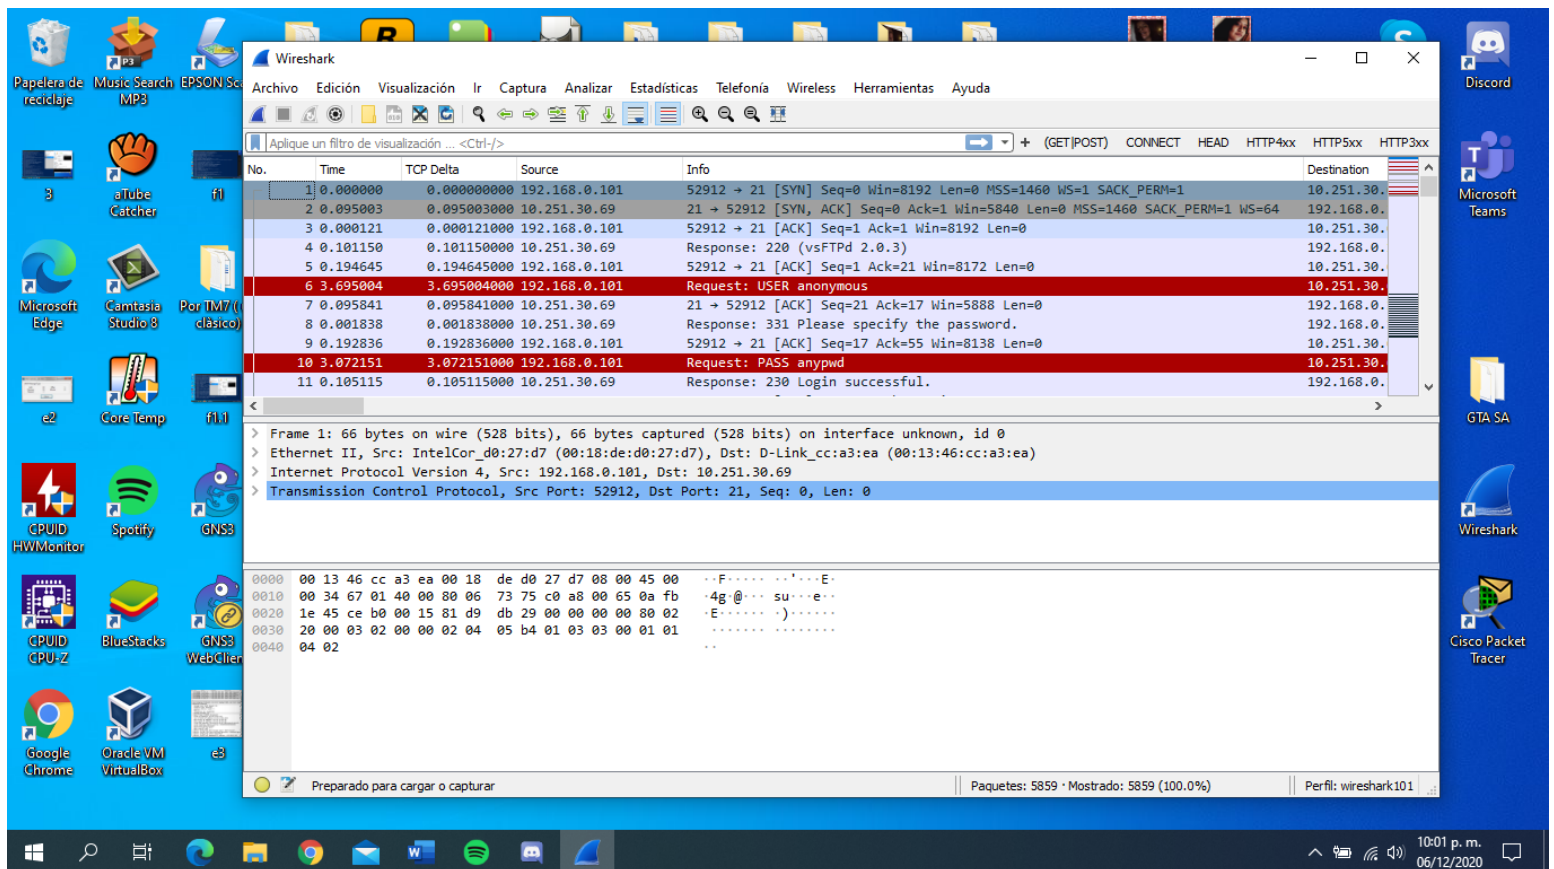 Papelera de reciclaje
Music Search MP3
EPSON Sc
3
aTube Catcher
f1
Microsoft Edge
Camtasia Studio 8
Por TM7 (
clàsico)
e2
Core Temp
f1.1
CPUID HWMonitor
Spotify
GNS3
CPUID CPU-Z
BlueStacks
GNS3 WebClien
Google Chrome
Oracle VM VirtualBox
e3
Discord
Microsoft Teams
GTA SA
Wireshark
Cisco Packet Tracer
Wireshark
Archivo Edición Visualización Ir Captura Analizar Estadísticas Telefonía Wireless Herramientas Ayuda
Aplique un filtro de visualización ... <Ctrl-/> + (GET|POST) CONNECT HEAD HTTP4xx HTTP5xx HTTP3xx
No. Time TCP Delta Source Info Destination
1 0.000000 0.000000000 192.168.0.101 52912 → 21 [SYN] Seq=0 Win=8192 Len=0 MSS=1460 WS=1 SACK_PERM=1 10.251.30.
2 0.095003 0.095003000 10.251.30.69 21 → 52912 [SYN, ACK] Seq=0 Ack=1 Win=5840 Len=0 MSS=1460 SACK_PERM=1 WS=64 192.168.0.
3 0.000121 0.000121000 192.168.0.101 52912 → 21 [ACK] Seq=1 Ack=1 Win=8192 Len=0 10.251.30.
4 0.101150 0.101150000 10.251.30.69 Response: 220 (vsFTPd 2.0.3) 192.168.0.
5 0.194645 0.194645000 192.168.0.101 52912 → 21 [ACK] Seq=1 Ack=21 Win=8172 Len=0 10.251.30.
6 3.695004 3.695004000 192.168.0.101 Request: USER anonymous 10.251.30.
7 0.095841 0.095841000 10.251.30.69 21 → 52912 [ACK] Seq=21 Ack=17 Win=5888 Len=0 192.168.0.
8 0.001838 0.001838000 10.251.30.69 Response: 331 Please specify the password. 192.168.0.
9 0.192836 0.192836000 192.168.0.101 52912 → 21 [ACK] Seq=17 Ack=55 Win=8138 Len=0 10.251.30.
10 3.072151 3.072151000 192.168.0.101 Request: PASS anypwd 10.251.30.
11 0.105115 0.105115000 10.251.30.69 Response: 230 Login successful. 192.168.0.
Frame 1: 66 bytes on wire (528 bits), 66 bytes captured (528 bits) on interface unknown, id 0
Ethernet II, Src: IntelCor_d0:27:d7 (00:18:de:d0:27:d7), Dst: D-Link_cc:a3:ea (00:13:46:cc:a3:ea)
Internet Protocol Version 4, Src: 192.168.0.101, Dst: 10.251.30.69
Transmission Control Protocol, Src Port: 52912, Dst Port: 21, Seq: 0, Len: 0
0000 00 13 46 cc a3 ea 00 18 de d0 27 d7 08 00 45 00 ··F····· ··'···E·
0010 00 34 67 01 40 00 80 06 73 75 c0 a8 00 65 0a fb ·4g·@··· su···e··
0020 1e 45 ce b0 00 15 81 d9 db 29 00 00 00 00 80 02 ·E······ ·)······
0030 20 00 03 02 00 00 02 04 05 b4 01 03 03 00 01 01 ······· ········
0040 04 02 ··
Preparado para cargar o capturar Paquetes: 5859 · Mostrado: 5859 (100.0%) Perfil: wireshark101
10:01 p. m.
06/12/2020